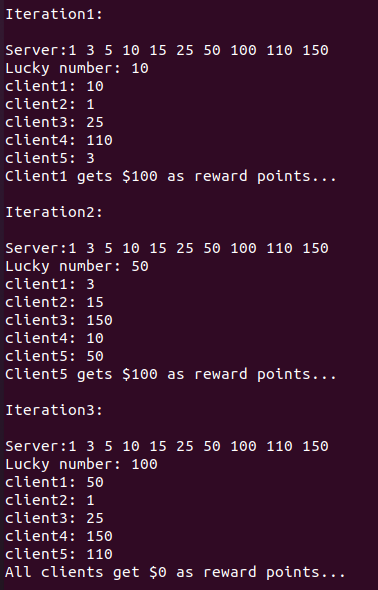 Iteration1:
Server:1 3 5 10 15 25 50 100 110 150
Lucky number: 10
client1: 10
client2: 1
client3: 25
client4: 110
client5: 3
Client1 gets $100 as reward points...
Iteration2:
Server:1 3 5 10 15 25 50 100 110 150
Lucky number: 50
client1: 3
client2: 15
client3: 150
client4: 10
client5: 50
Client5 gets $100 as reward points...
Iteration3:
Server:1 3 5 10 15 25 50 100 110 150
Lucky number: 100
client1: 50
client2: 1
client3: 25
client4: 150
client5: 110
All clients get $0 as reward points...